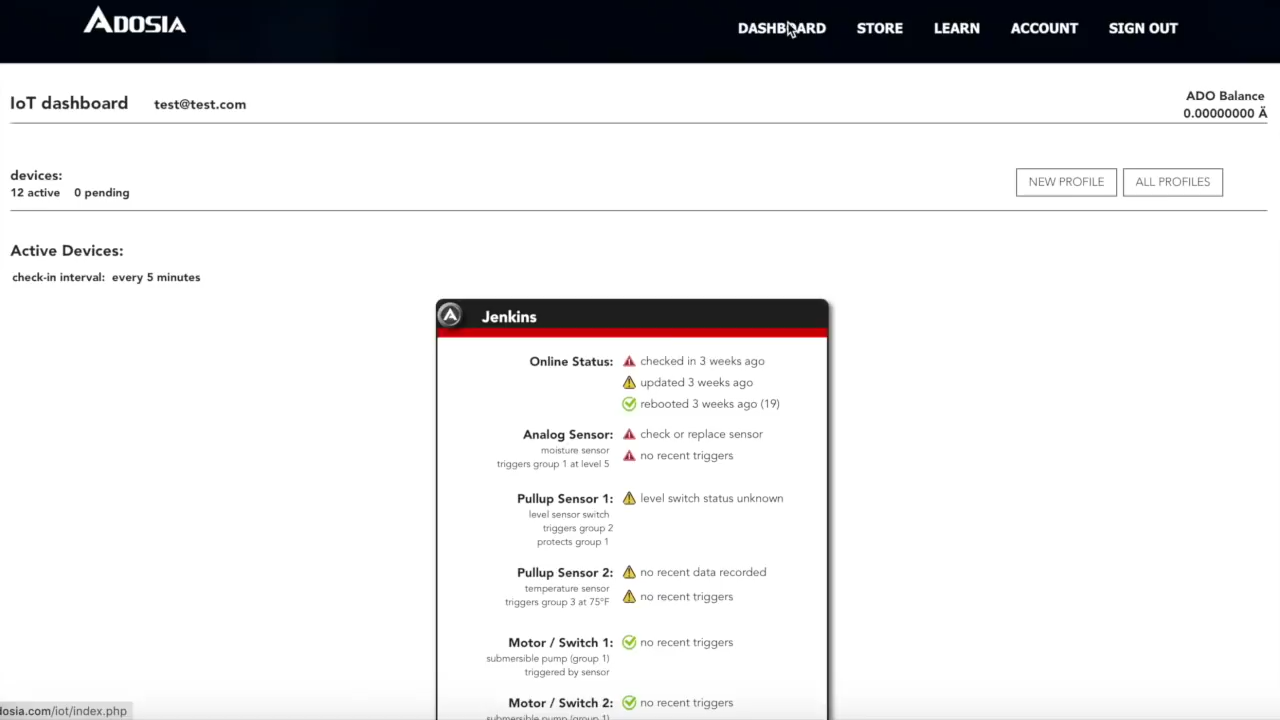 ADOSIA
DASHBOARD STORE LEARN ACCOUNT SIGN OUT
IoT dashboard test@test.com
ADO Balance
0.00000000 Ä
devices:
12 active 0 pending
NEW PROFILE ALL PROFILES
Active Devices:
check-in interval: every 5 minutes
Jenkins
Online Status: checked in 3 weeks ago
updated 3 weeks ago
rebooted 3 weeks ago (19)
Analog Sensor: check or replace sensor
moisture sensor
triggers group 1 at level 5
no recent triggers
Pullup Sensor 1: level switch status unknown
level sensor switch
triggers group 2
protects group 1
Pullup Sensor 2: no recent data recorded
temperature sensor
triggers group 3 at 75°F
no recent triggers
Motor / Switch 1: no recent triggers
submersible pump (group 1)
triggered by sensor
Motor / Switch 2: no recent triggers
submersible pump (group 1)
dosia.com/iot/index.php